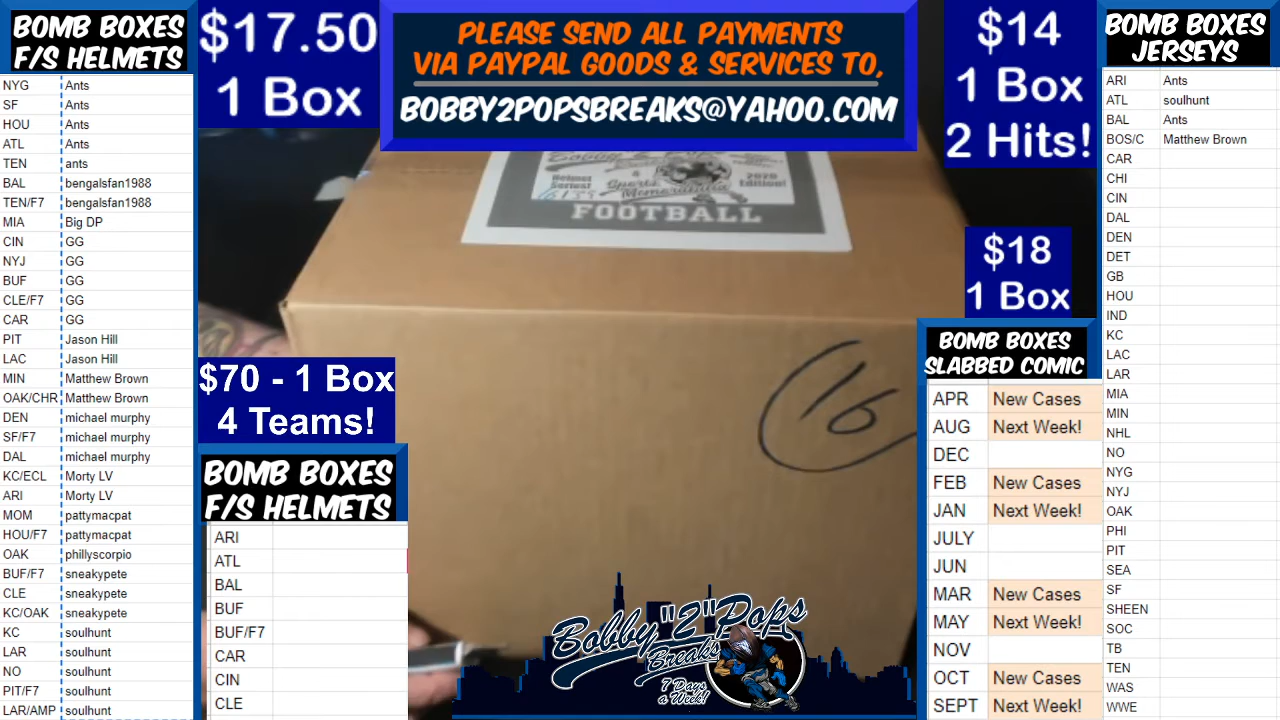 BOMB BOXES
F/S HELMETS
NYG Ants
SF Ants
HOU Ants
ATL Ants
TEN ants
BAL bengalsfan1988
TEN/F7 bengalsfan1988
MIA Big DP
CIN GG
NYJ GG
BUF GG
CLE/F7 GG
CAR GG
PIT Jason Hill
LAC Jason Hill
MIN Matthew Brown
OAK/CHR Matthew Brown
DEN michael murphy
SF/F7 michael murphy
DAL michael murphy
KC/ECL Morty LV
ARI Morty LV
MOM pattymacpat
HOU/F7 pattymacpat
OAK phillyscorpio
BUF/F7 sneakypete
CLE sneakypete
KC/OAK sneakypete
KC soulhunt
LAR soulhunt
NO soulhunt
PIT/F7 soulhunt
LAR/AMP soulhunt
$17.50
1 Box
PLEASE SEND ALL PAYMENTS
VIA PAYPAL GOODS & SERVICES TO,
BOBBY2POPSBREAKS@YAHOO.COM
$14
1 Box
2 Hits!
Bobby "2" Pops
Sports
Memorabilia
Helmet
Series!
2020
Edition!
FOOTBALL
16
$18
1 Box
$70 - 1 Box
4 Teams!
BOMB BOXES
F/S HELMETS
ARI
ATL
BAL
BUF
BUF/F7
CAR
CIN
CLE
Bobby "2" Pops
Breaks
7 Days
a Week!
BOMB BOXES
SLABBED COMIC
APR New Cases
AUG Next Week!
DEC
FEB New Cases
JAN Next Week!
JULY
JUN
MAR New Cases
MAY Next Week!
NOV
OCT New Cases
SEPT Next Week!
BOMB BOXES
JERSEYS
ARI Ants
ATL soulhunt
BAL Ants
BOS/C Matthew Brown
CAR
CHI
CIN
DAL
DEN
DET
GB
HOU
IND
KC
LAC
LAR
MIA
MIN
NHL
NO
NYG
NYJ
OAK
PHI
PIT
SEA
SF
SHEEN
SOC
TB
TEN
WAS
WWE